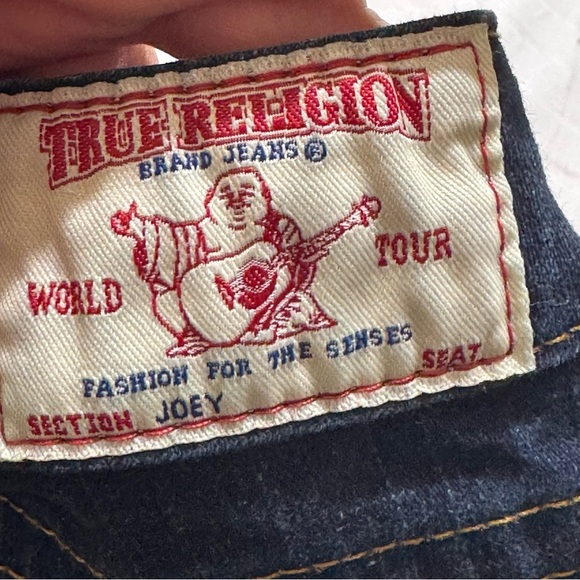 TRUE RELIGION
BRAND JEANS ®
WORLD TOUR
FASHION FOR THE SENSES
SECTION JOEY SEAT